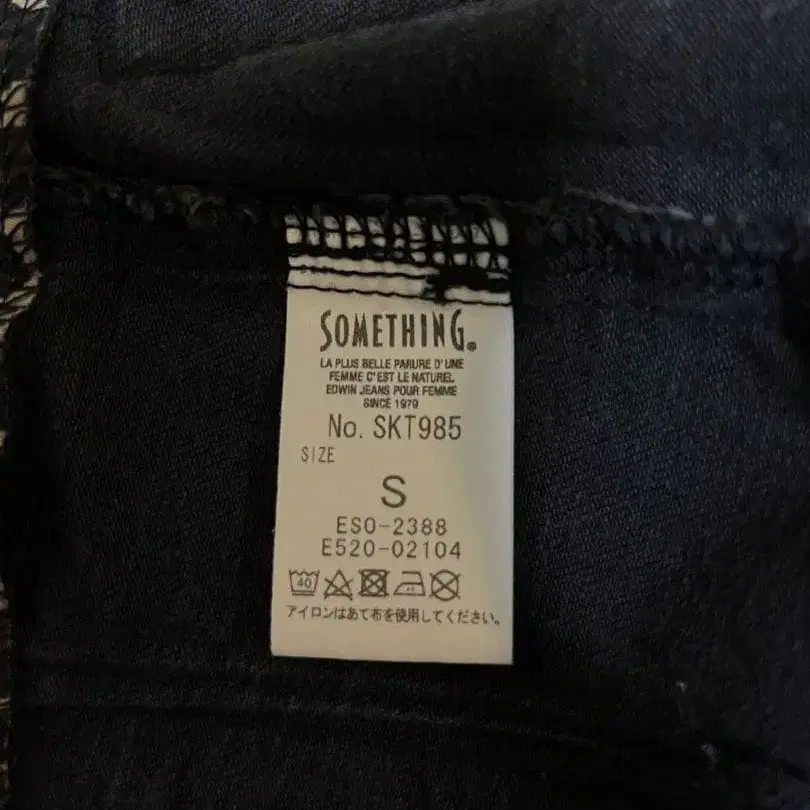 SOMETHING®
LA PLUS BELLE PARURE D'UNE
FEMME C'EST LE NATUREL
EDWIN JEANS POUR FEMME
SINCE 1979
No. SKT985
SIZE
S
ESO-2388
E520-02104
40
アイロンはあて布を使用してください。